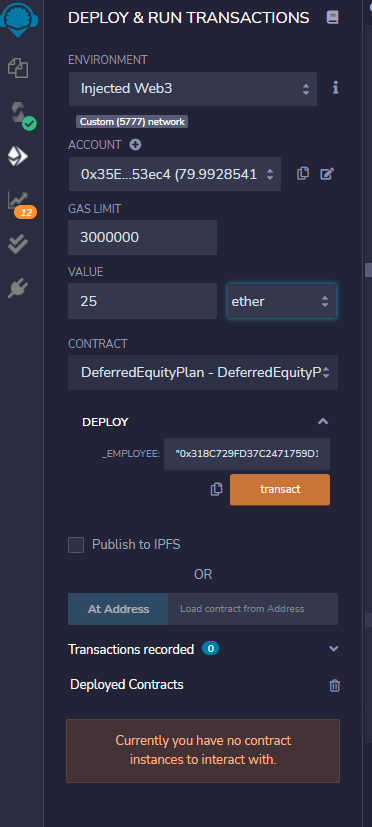 DEPLOY & RUN TRANSACTIONS
ENVIRONMENT
Injected Web3
i
Custom (5777) network
ACCOUNT
0x35E...53ec4 (79.9928541
GAS LIMIT
3000000
12
VALUE
25 ether
CONTRACT
DeferredEquityPlan - DeferredEquityP
DEPLOY
_EMPLOYEE: "0x318C729FD37C2471759D1
transact
Publish to IPFS
OR
At Address Load contract from Address
Transactions recorded 0
Deployed Contracts
Currently you have no contract
instances to interact with.